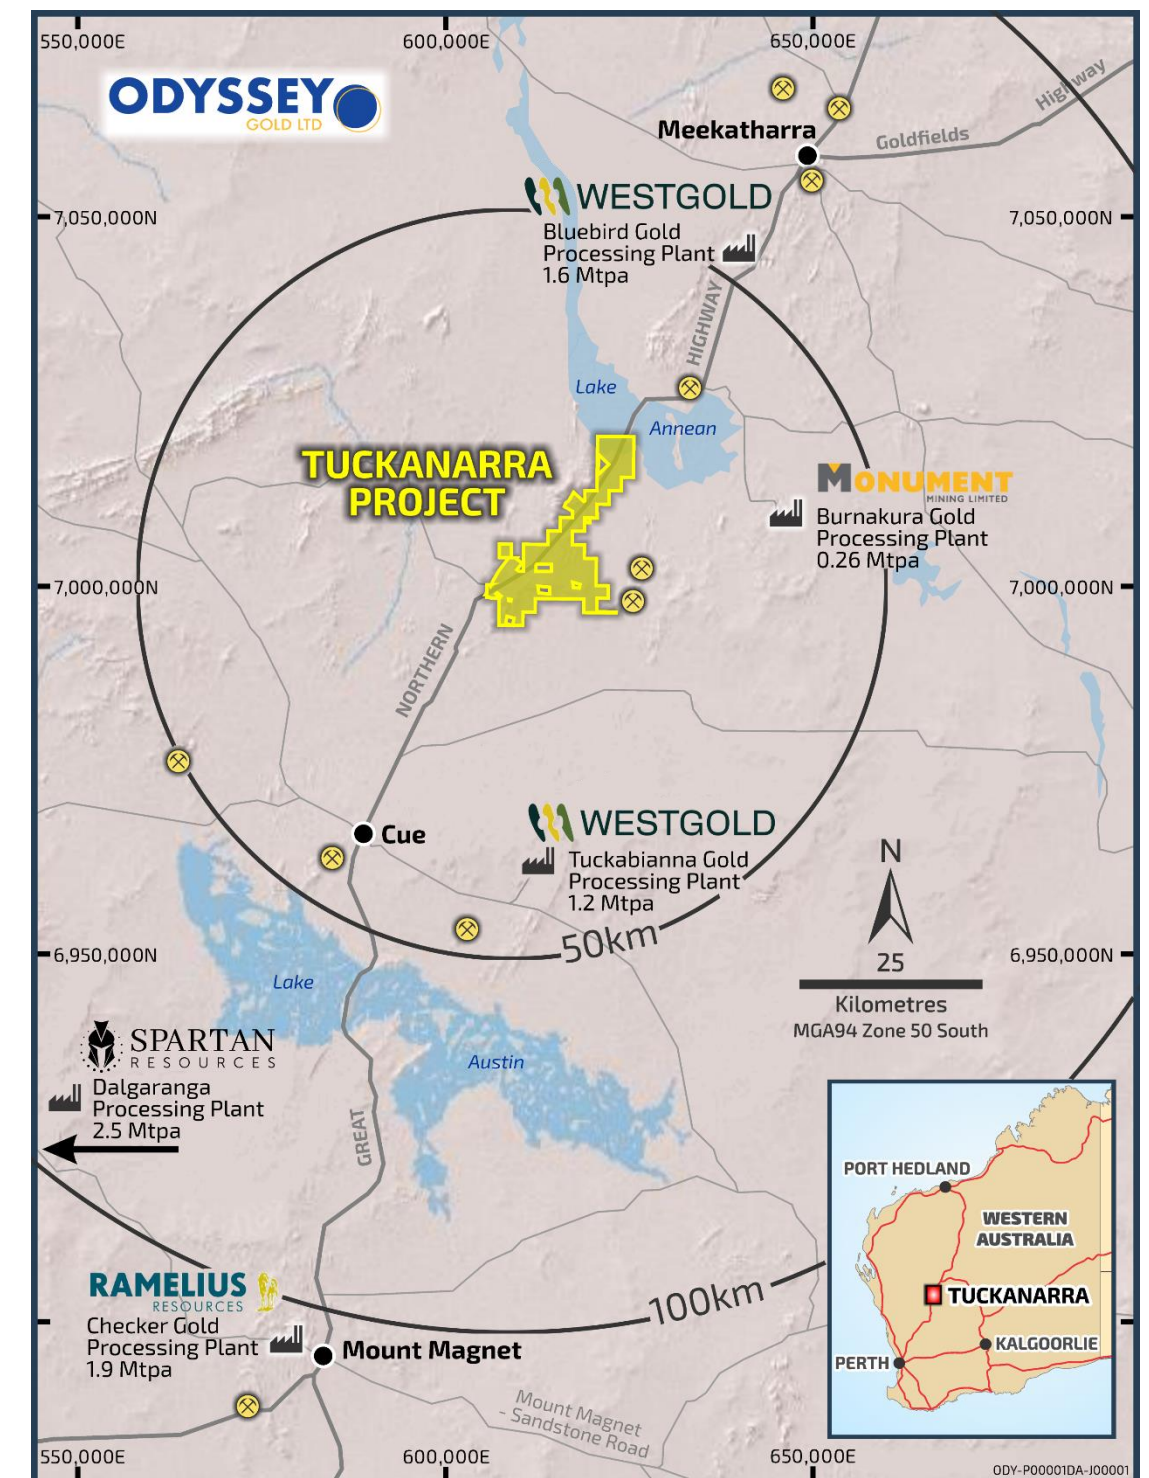 550,000E
600,000E
650,000E
ODYSSEY
GOLD LTD
Highway
Goldfields
Meekatharra
WESTGOLD
Bluebird Gold
Processing Plant
1.6 Mtpa
7,050,000N
7,050,000N
HIGHWAY
Lake
Annean
TUCKANARRA
PROJECT
MONUMENT
MINING LIMITED
Burnakura Gold
Processing Plant
0.26 Mtpa
7,000,000N
7,000,000N
NORTHERN
WESTGOLD
Cue
Tuckabianna Gold
Processing Plant
1.2 Mtpa
50km
N
25
Kilometres
MGA94 Zone 50 South
6,950,000N
6,950,000N
Lake
Austin
SPARTAN
RESOURCES
Dalgaranga
Processing Plant
2.5 Mtpa
GREAT
PORT HEDLAND
WESTERN
AUSTRALIA
TUCKANARRA
KALGOORLIE
PERTH
100km
RAMELIUS
RESOURCES
Checker Gold
Processing Plant
1.9 Mtpa
Mount Magnet
Mount Magnet
- Sandstone Road
550,000E
600,000E
650,000E
ODY-P00001DA-J00001